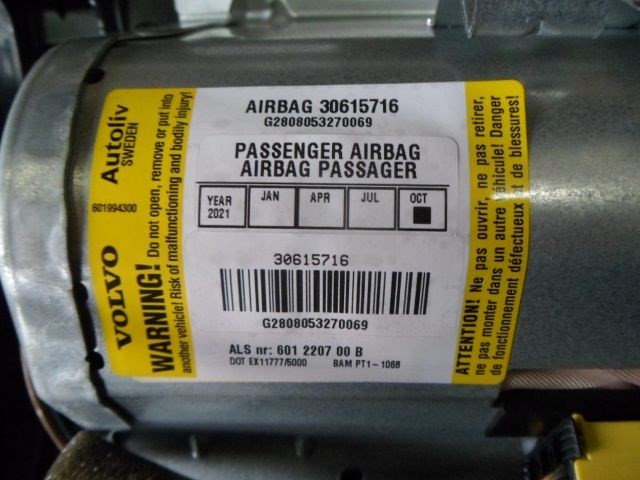 Autoliv
SWEDEN
601994300
VOLVO
WARNING! Do not open, remove or put into
another vehicle! Risk of malfunctioning and bodily injury!
AIRBAG 30615716
G2808053270069
PASSENGER AIRBAG
AIRBAG PASSAGER
YEAR 2021 JAN APR JUL OCT
30615716
G2808053270069
ALS nr: 601 2207 00 B
DOT EX11777/5000 BAM PT1-1068
ATTENTION! Ne pas ouvrir, ne pas retirer,
ne pas monter dans un autre véhicule! Danger
de fonctionnement défectueux et de blessures!